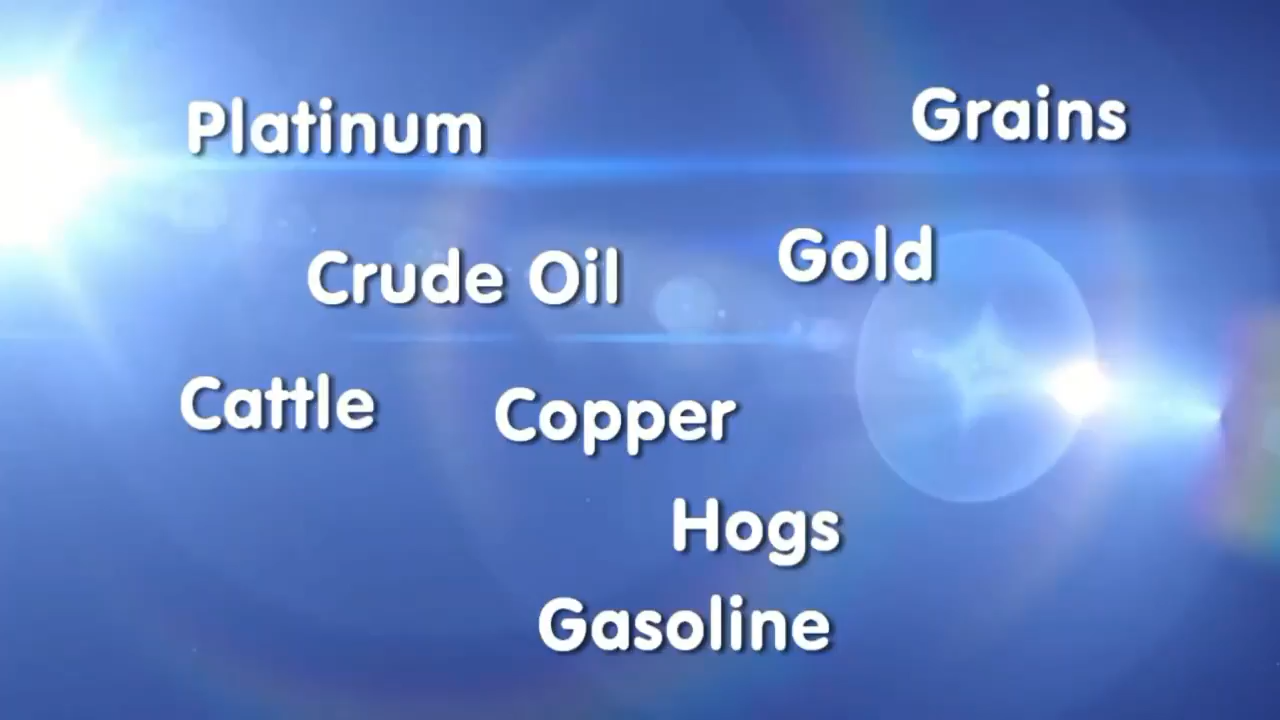 Platinum
Grains
Crude Oil
Gold
Cattle
Copper
Hogs
Gasoline